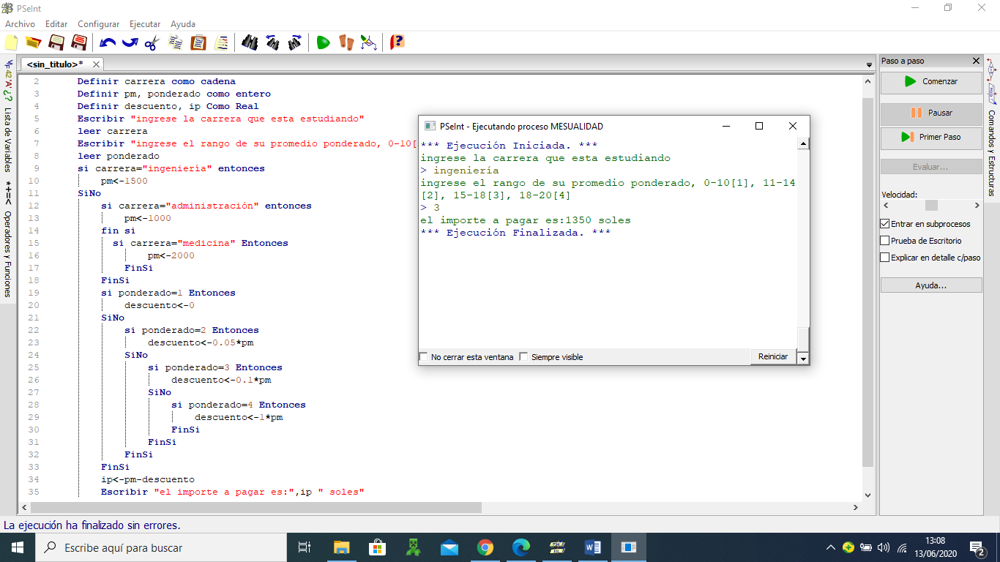 PSeInt
Archivo Editar Configurar Ejecutar Ayuda
<sin_titulo>*
Lista de Variables
42 'A' ¿?
*+=< Operadores y Funciones
2 Definir carrera como cadena
3 Definir pm, ponderado como entero
4 Definir descuento, ip Como Real
5 Escribir "ingrese la carrera que esta estudiando"
6 leer carrera
7 Escribir "ingrese el rango de su promedio ponderado, 0-10[
8 leer ponderado
9 si carrera="ingeniería" entonces
10 pm<-1500
11 SiNo
12 si carrera="administración" entonces
13 pm<-1000
14 fin si
15 si carrera="medicina" Entonces
16 pm<-2000
17 FinSi
18 FinSi
19 si ponderado=1 Entonces
20 descuento<-0
21 SiNo
22 si ponderado=2 Entonces
23 descuento<-0.05*pm
24 SiNo
25 si ponderado=3 Entonces
26 descuento<-0.1*pm
27 SiNo
28 si ponderado=4 Entonces
29 descuento<-1*pm
30 FinSi
31 FinSi
32 FinSi
33 FinSi
34 ip<-pm-descuento
35 Escribir "el importe a pagar es:",ip " soles"
PSeInt - Ejecutando proceso MESUALIDAD
*** Ejecución Iniciada. ***
ingrese la carrera que esta estudiando
> ingeniería
ingrese el rango de su promedio ponderado, 0-10[1], 11-14
[2], 15-18[3], 18-20[4]
> 3
el importe a pagar es:1350 soles
*** Ejecución Finalizada. ***
No cerrar esta ventana Siempre visible Reiniciar
Paso a paso
Comenzar
Pausar
Primer Paso
Evaluar...
Velocidad:
Entrar en subprocesos
Prueba de Escritorio
Explicar en detalle c/paso
Ayuda...
Comandos y Estructuras
La ejecución ha finalizado sin errores.
Escribe aquí para buscar
13:08
13/06/2020
2